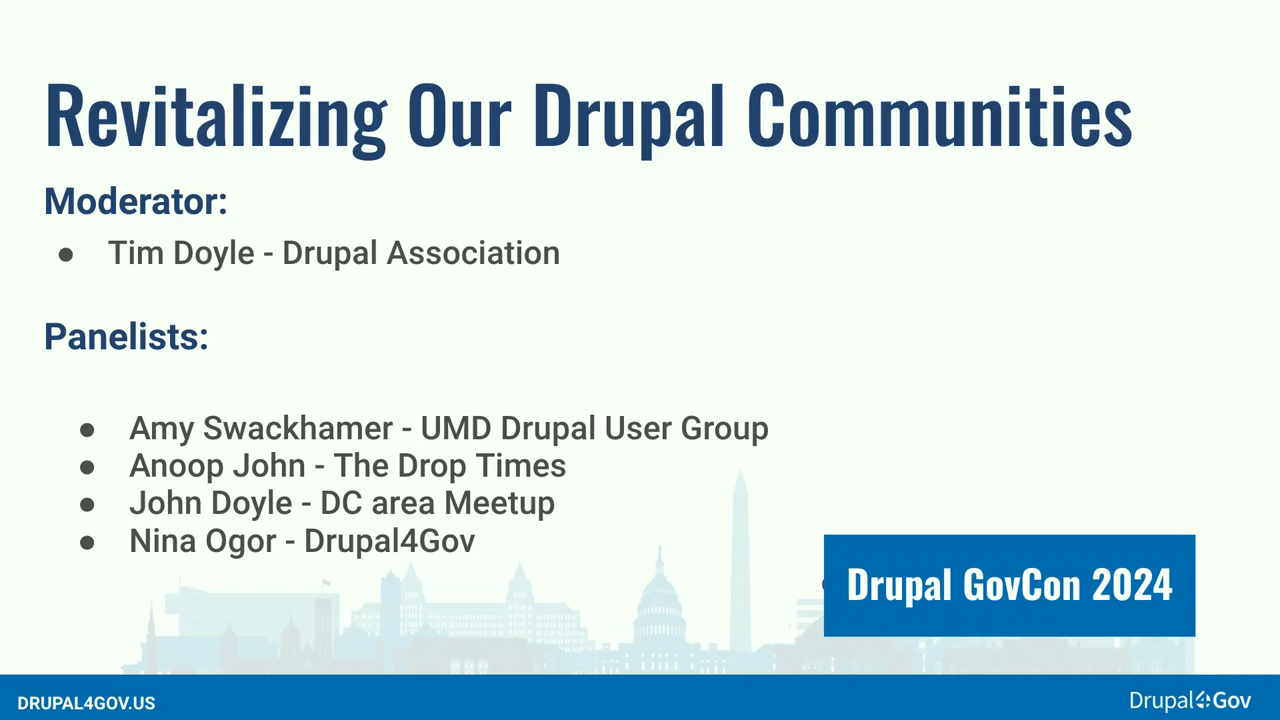 Revitalizing Our Drupal Communities
Moderator:
● Tim Doyle - Drupal Association
Panelists:
● Amy Swackhamer - UMD Drupal User Group
● Anoop John - The Drop Times
● John Doyle - DC area Meetup
● Nina Ogor - Drupal4Gov
Drupal GovCon 2024
DRUPAL4GOV.US
Drupal4Gov